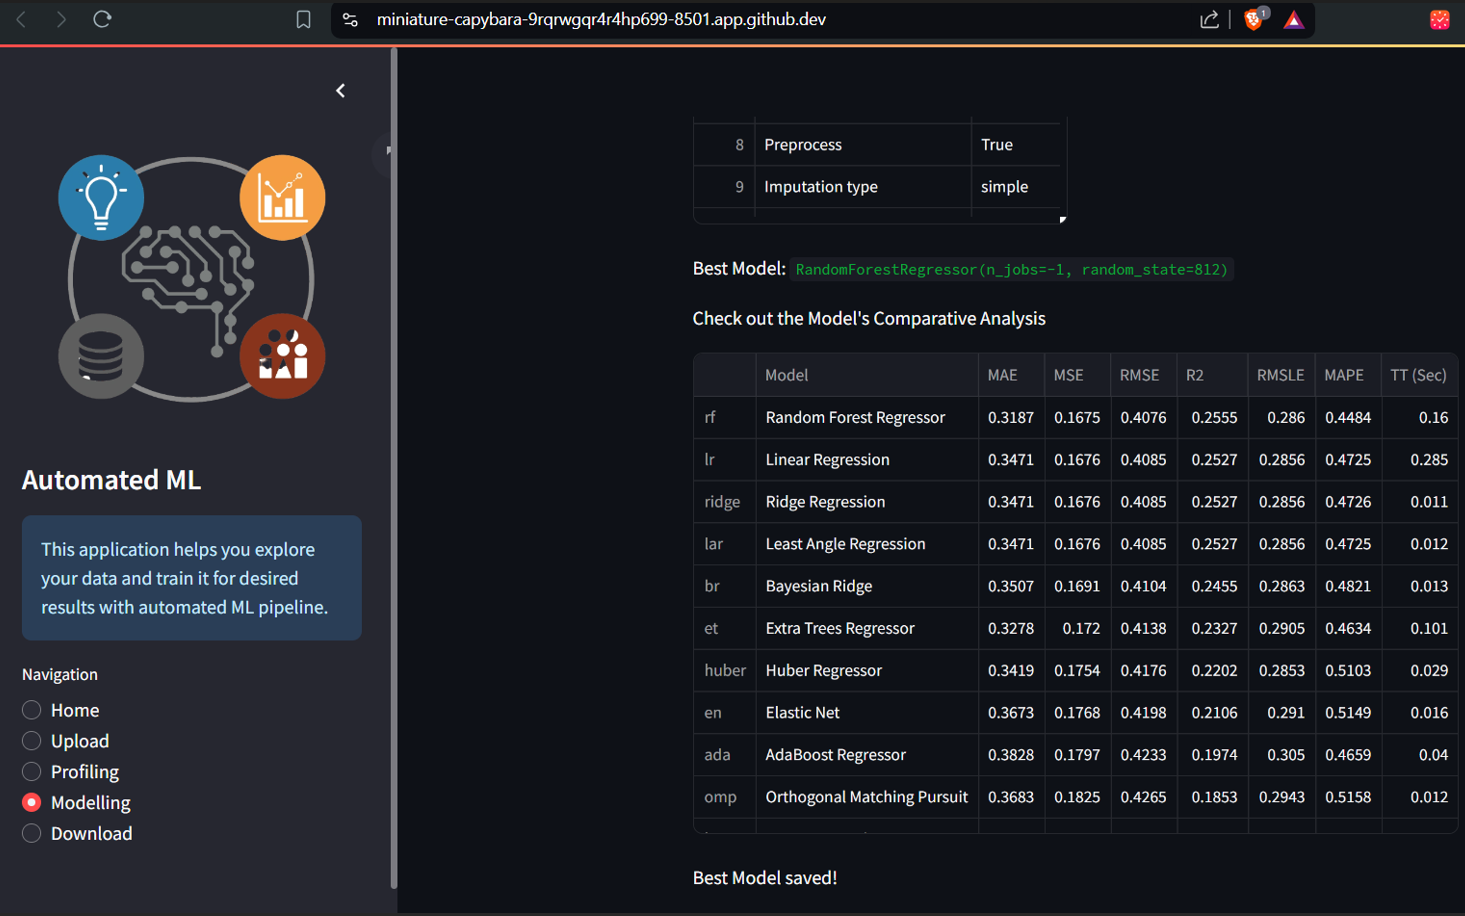 miniature-capybara-9rqrwgqr4r4hp699-8501.app.github.dev
1
Automated ML
This application helps you explore
your data and train it for desired
results with automated ML pipeline.
Navigation
Home
Upload
Profiling
Modelling
Download
8 Preprocess True
9 Imputation type simple
Best Model: RandomForestRegressor(n_jobs=-1, random_state=812)
Check out the Model's Comparative Analysis
Model MAE MSE RMSE R2 RMSLE MAPE TT (Sec)
rf Random Forest Regressor 0.3187 0.1675 0.4076 0.2555 0.286 0.4484 0.16
lr Linear Regression 0.3471 0.1676 0.4085 0.2527 0.2856 0.4725 0.285
ridge Ridge Regression 0.3471 0.1676 0.4085 0.2527 0.2856 0.4726 0.011
lar Least Angle Regression 0.3471 0.1676 0.4085 0.2527 0.2856 0.4725 0.012
br Bayesian Ridge 0.3507 0.1691 0.4104 0.2455 0.2863 0.4821 0.013
et Extra Trees Regressor 0.3278 0.172 0.4138 0.2327 0.2905 0.4634 0.101
huber Huber Regressor 0.3419 0.1754 0.4176 0.2202 0.2853 0.5103 0.029
en Elastic Net 0.3673 0.1768 0.4198 0.2106 0.291 0.5149 0.016
ada AdaBoost Regressor 0.3828 0.1797 0.4233 0.1974 0.305 0.4659 0.04
omp Orthogonal Matching Pursuit 0.3683 0.1825 0.4265 0.1853 0.2943 0.5158 0.012
Best Model saved!